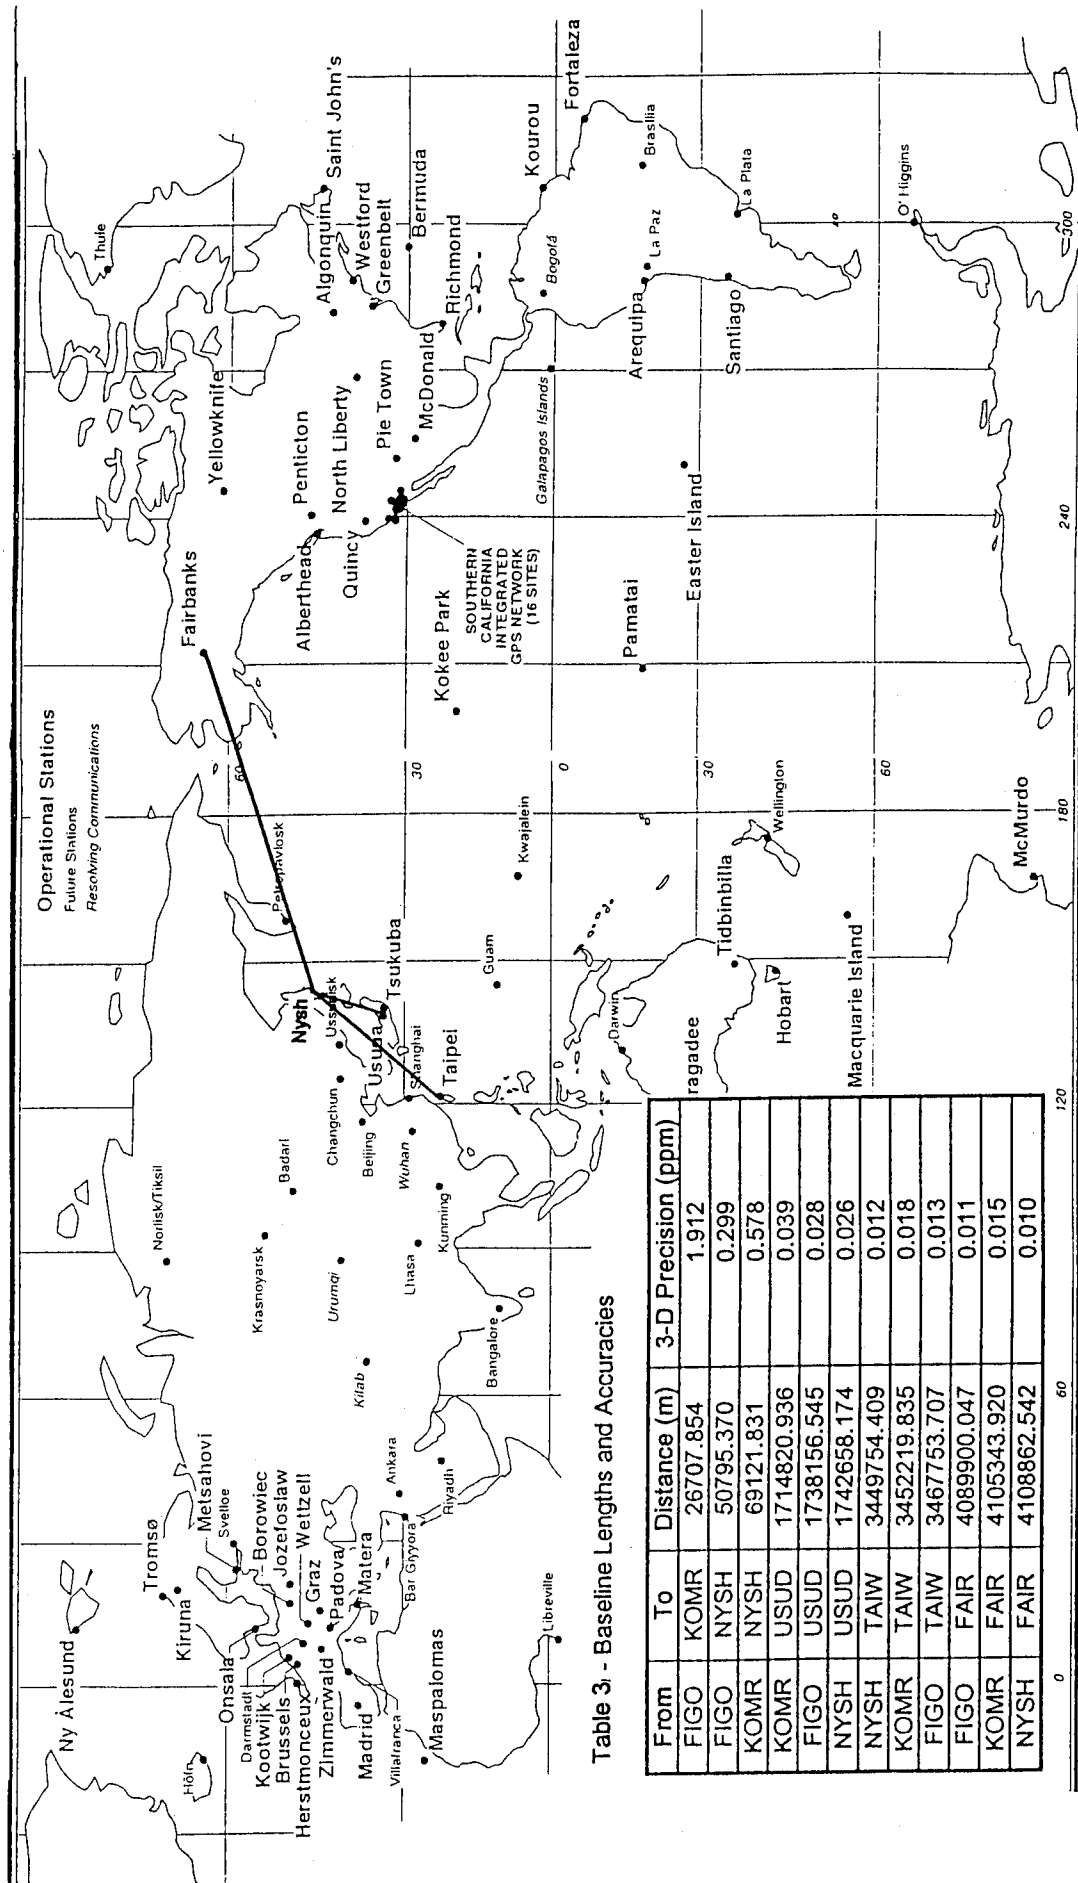 Operational Stations
Future Stations
Resolving Communications
Ny Ålesund
Tromsø
Kiruna
Metsahovi
Svetloe
Höfn
Onsala
Borowiec
Jozefoslaw
Wettzell
Graz
Padova
Matera
Darmstadt
Kootwijk
Brussels
Herstmonceux
Zimmerwald
Madrid
Villafranca
Maspalomas
Libreville
Bar Giyyora
Ankara
Riyadh
Norilsk/Tiksil
Krasnoyarsk
Badari
Urumqi
Kilab
Lhasa
Bangalore
Changchun
Beijing
Wuhan
Kunming
Shanghai
Taipei
Nysh
Usuda
Tsukuba
Petropavlosk
Guam
Kwajalein
Darwin
ragadee
Tidbinbilla
Hobart
Macquarie Island
Wellington
McMurdo
Fairbanks
Yellowknife
Thule
Penticton
Alberthead
North Liberty
Quincy
Pie Town
McDonald
SOUTHERN
CALIFORNIA
INTEGRATED
GPS NETWORK
(16 SITES)
Kokee Park
Pamatai
Easter Island
Galapagos Islands
Algonquin
Saint John's
Westford
Greenbelt
Bermuda
Richmond
Bogotá
Kourou
Fortaleza
Brasilia
La Paz
Arequipa
Santiago
La Plata
O'Higgins
60
30
0
30
60
0
60
120
180
240
300
Table 3 - Baseline Lengths and Accuracies
From To Distance (m) 3-D Precision (ppm)
FIGO KOMR 26707.854 1.912
FIGO NYSH 50795.370 0.299
KOMR NYSH 69121.831 0.578
KOMR USUD 1714820.936 0.039
FIGO USUD 1738156.545 0.028
NYSH USUD 1742658.174 0.026
NYSH TAIW 3449754.409 0.012
KOMR TAIW 3452219.835 0.018
FIGO TAIW 3467753.707 0.013
FIGO FAIR 4089900.047 0.011
KOMR FAIR 4105343.920 0.015
NYSH FAIR 4108862.542 0.010